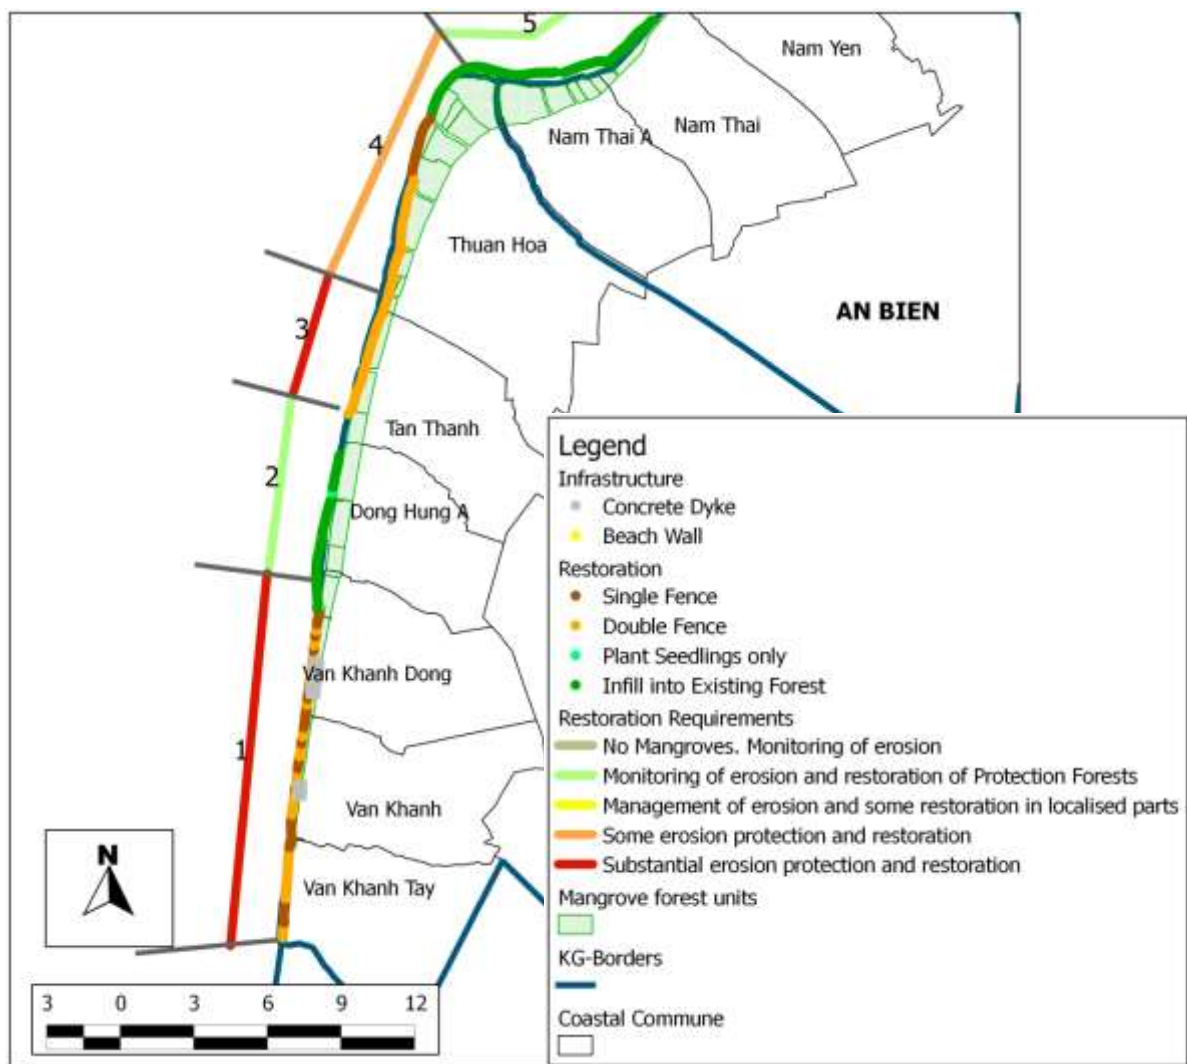 5
Nam Yen
4
Nam Thai A
Nam Thai
Thuan Hoa
AN BIEN
3
Tan Thanh
2
Dong Hung A
Van Khanh Dong
1
Van Khanh
Van Khanh Tay
N
3 0 3 6 9 12
Legend
Infrastructure
Concrete Dyke
Beach Wall
Restoration
Single Fence
Double Fence
Plant Seedlings only
Infill into Existing Forest
Restoration Requirements
No Mangroves. Monitoring of erosion
Monitoring of erosion and restoration of Protection Forests
Management of erosion and some restoration in localised parts
Some erosion protection and restoration
Substantial erosion protection and restoration
Mangrove forest units
KG-Borders
Coastal Commune